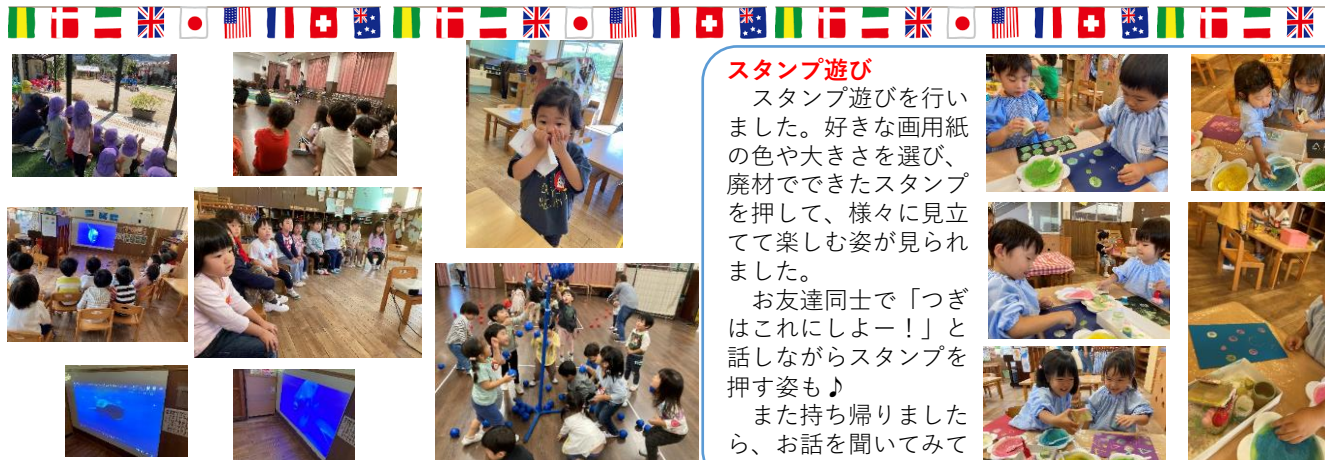 スタンプ遊び
　スタンプ遊びを行い
ました。好きな画用紙
の色や大きさを選び、
廃材でできたスタンプ
を押して、様々に見立
てて楽しむ姿が見られ
ました。
　お友達同士で「つぎ
はこれにしよー！」と
話しながらスタンプを
押す姿も♪
　また持ち帰りました
ら、お話を聞いてみて